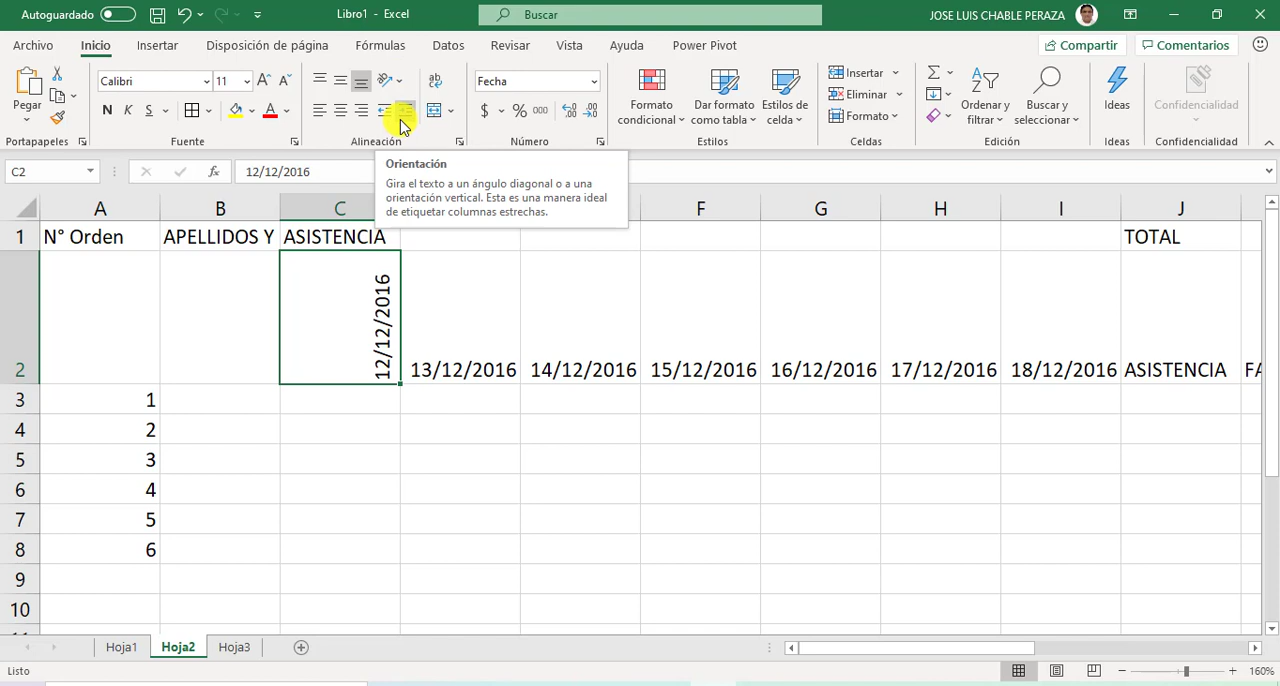 Autoguardado
Libro1 - Excel
Buscar
JOSE LUIS CHABLE PERAZA
Archivo Inicio Insertar Disposición de página Fórmulas Datos Revisar Vista Ayuda Power Pivot
Compartir
Comentarios
Pegar
Portapapeles
Calibri 11
N K S A
Fuente
Alineación
Fecha
$ % 000
Número
Formato condicional
Dar formato como tabla
Estilos de celda
Estilos
Insertar
Eliminar
Formato
Celdas
Ordenar y filtrar
Buscar y seleccionar
Edición
Ideas
Ideas
Confidencialidad
Confidencialidad
C2
fx
12/12/2016
Orientación
Gira el texto a un ángulo diagonal o a una
orientación vertical. Esta es una manera ideal
de etiquetar columnas estrechas.
A B C F G H I J
1 N° Orden APELLIDOS Y ASISTENCIA TOTAL
2 12/12/2016 13/12/2016 14/12/2016 15/12/2016 16/12/2016 17/12/2016 18/12/2016 ASISTENCIA FA
3 1
4 2
5 3
6 4
7 5
8 6
9
10
Hoja1 Hoja2 Hoja3
Listo
160%